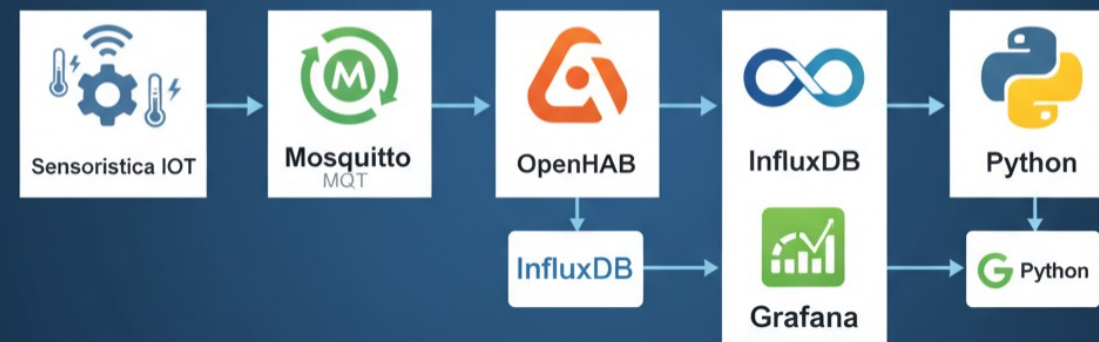 M
Sensoristica IOT
Mosquitto
MQT
OpenHAB
InfluxDB
Python
InfluxDB
Grafana
G Python